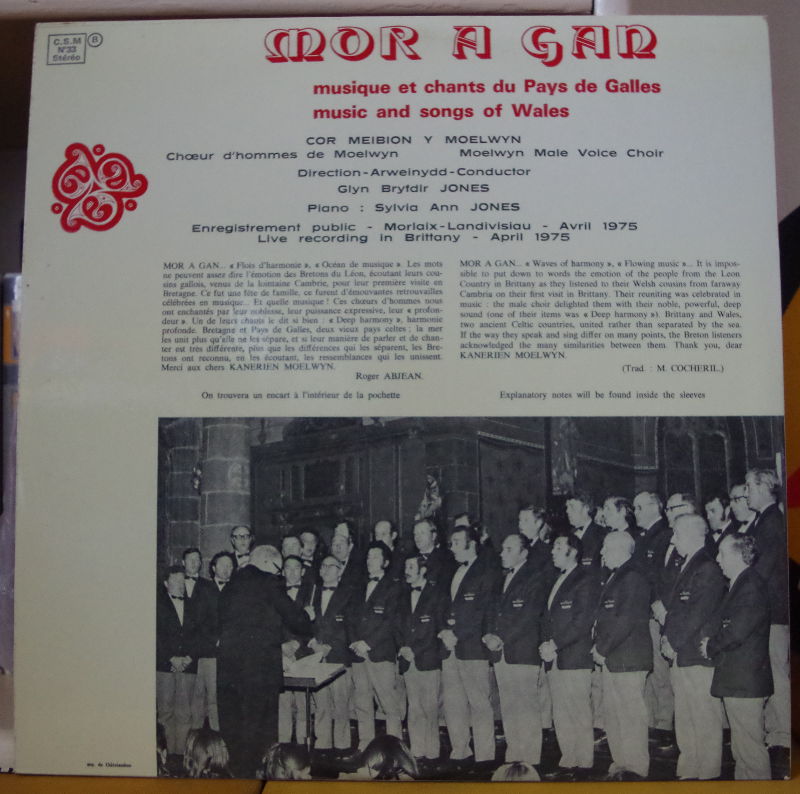 C.S.M
N°33
Stéréo
B
MOR A GAN
musique et chants du Pays de Galles
music and songs of Wales
COR MEIBION Y MOELWYN
Chœur d'hommes de Moelwyn Moelwyn Male Voice Choir
Direction-Arweinydd-Conductor
Glyn Bryfdir JONES
Piano : Sylvia Ann JONES
Enregistrement public - Morlaix-Landivisiau - Avril 1975
Live recording in Brittany - April 1975
MOR A GAN... « Flots d'harmonie », « Océan de musique ». Les mots
ne peuvent assez dire l'émotion des Bretons du Léon, écoutant leurs cou-
sins gallois, venus de la lointaine Cambrie, pour leur première visite en
Bretagne. Ce fut une fête de famille, ce furent d'émouvantes retrouvailles
célébrées en musique... Et quelle musique ! Ces chœurs d'hommes nous
ont enchantés par leur noblesse, leur puissance expressive, leur « profon-
deur ». Un de leurs chants le dit si bien : « Deep harmony », harmonie
profonde. Bretagne et Pays de Galles, deux vieux pays celtes ; la mer
les unit plus qu'elle ne les sépare, et si leur manière de parler et de chan-
ter est très différente, plus que les différences qui les séparent, les Bre-
tons ont reconnu, en les écoutant, les ressemblances qui les unissent.
Merci aux chers KANERIEN MOELWYN.
Roger ABJEAN.
On trouvera un encart à l'intérieur de la pochette
MOR A GAN... « Waves of harmony », « Flowing music »... It is impos-
sible to put down to words the emotion of the people from the Leon
Country in Brittany as they listened to their Welsh cousins from faraway
Cambria on their first visit in Brittany. Their reuniting was celebrated in
music : the male choir delighted them with their noble, powerful, deep
sound (one of their items was « Deep harmony »). Brittany and Wales,
two ancient Celtic countries, united rather than separated by the sea.
If the way they speak and sing differ on many points, the Breton listeners
acknowledged the many similarities between them. Thank you, dear
KANERIEN MOELWYN.
(Trad. : M. COCHERIL.)
Explanatory notes will be found inside the sleeves
imp. de Châteaulun